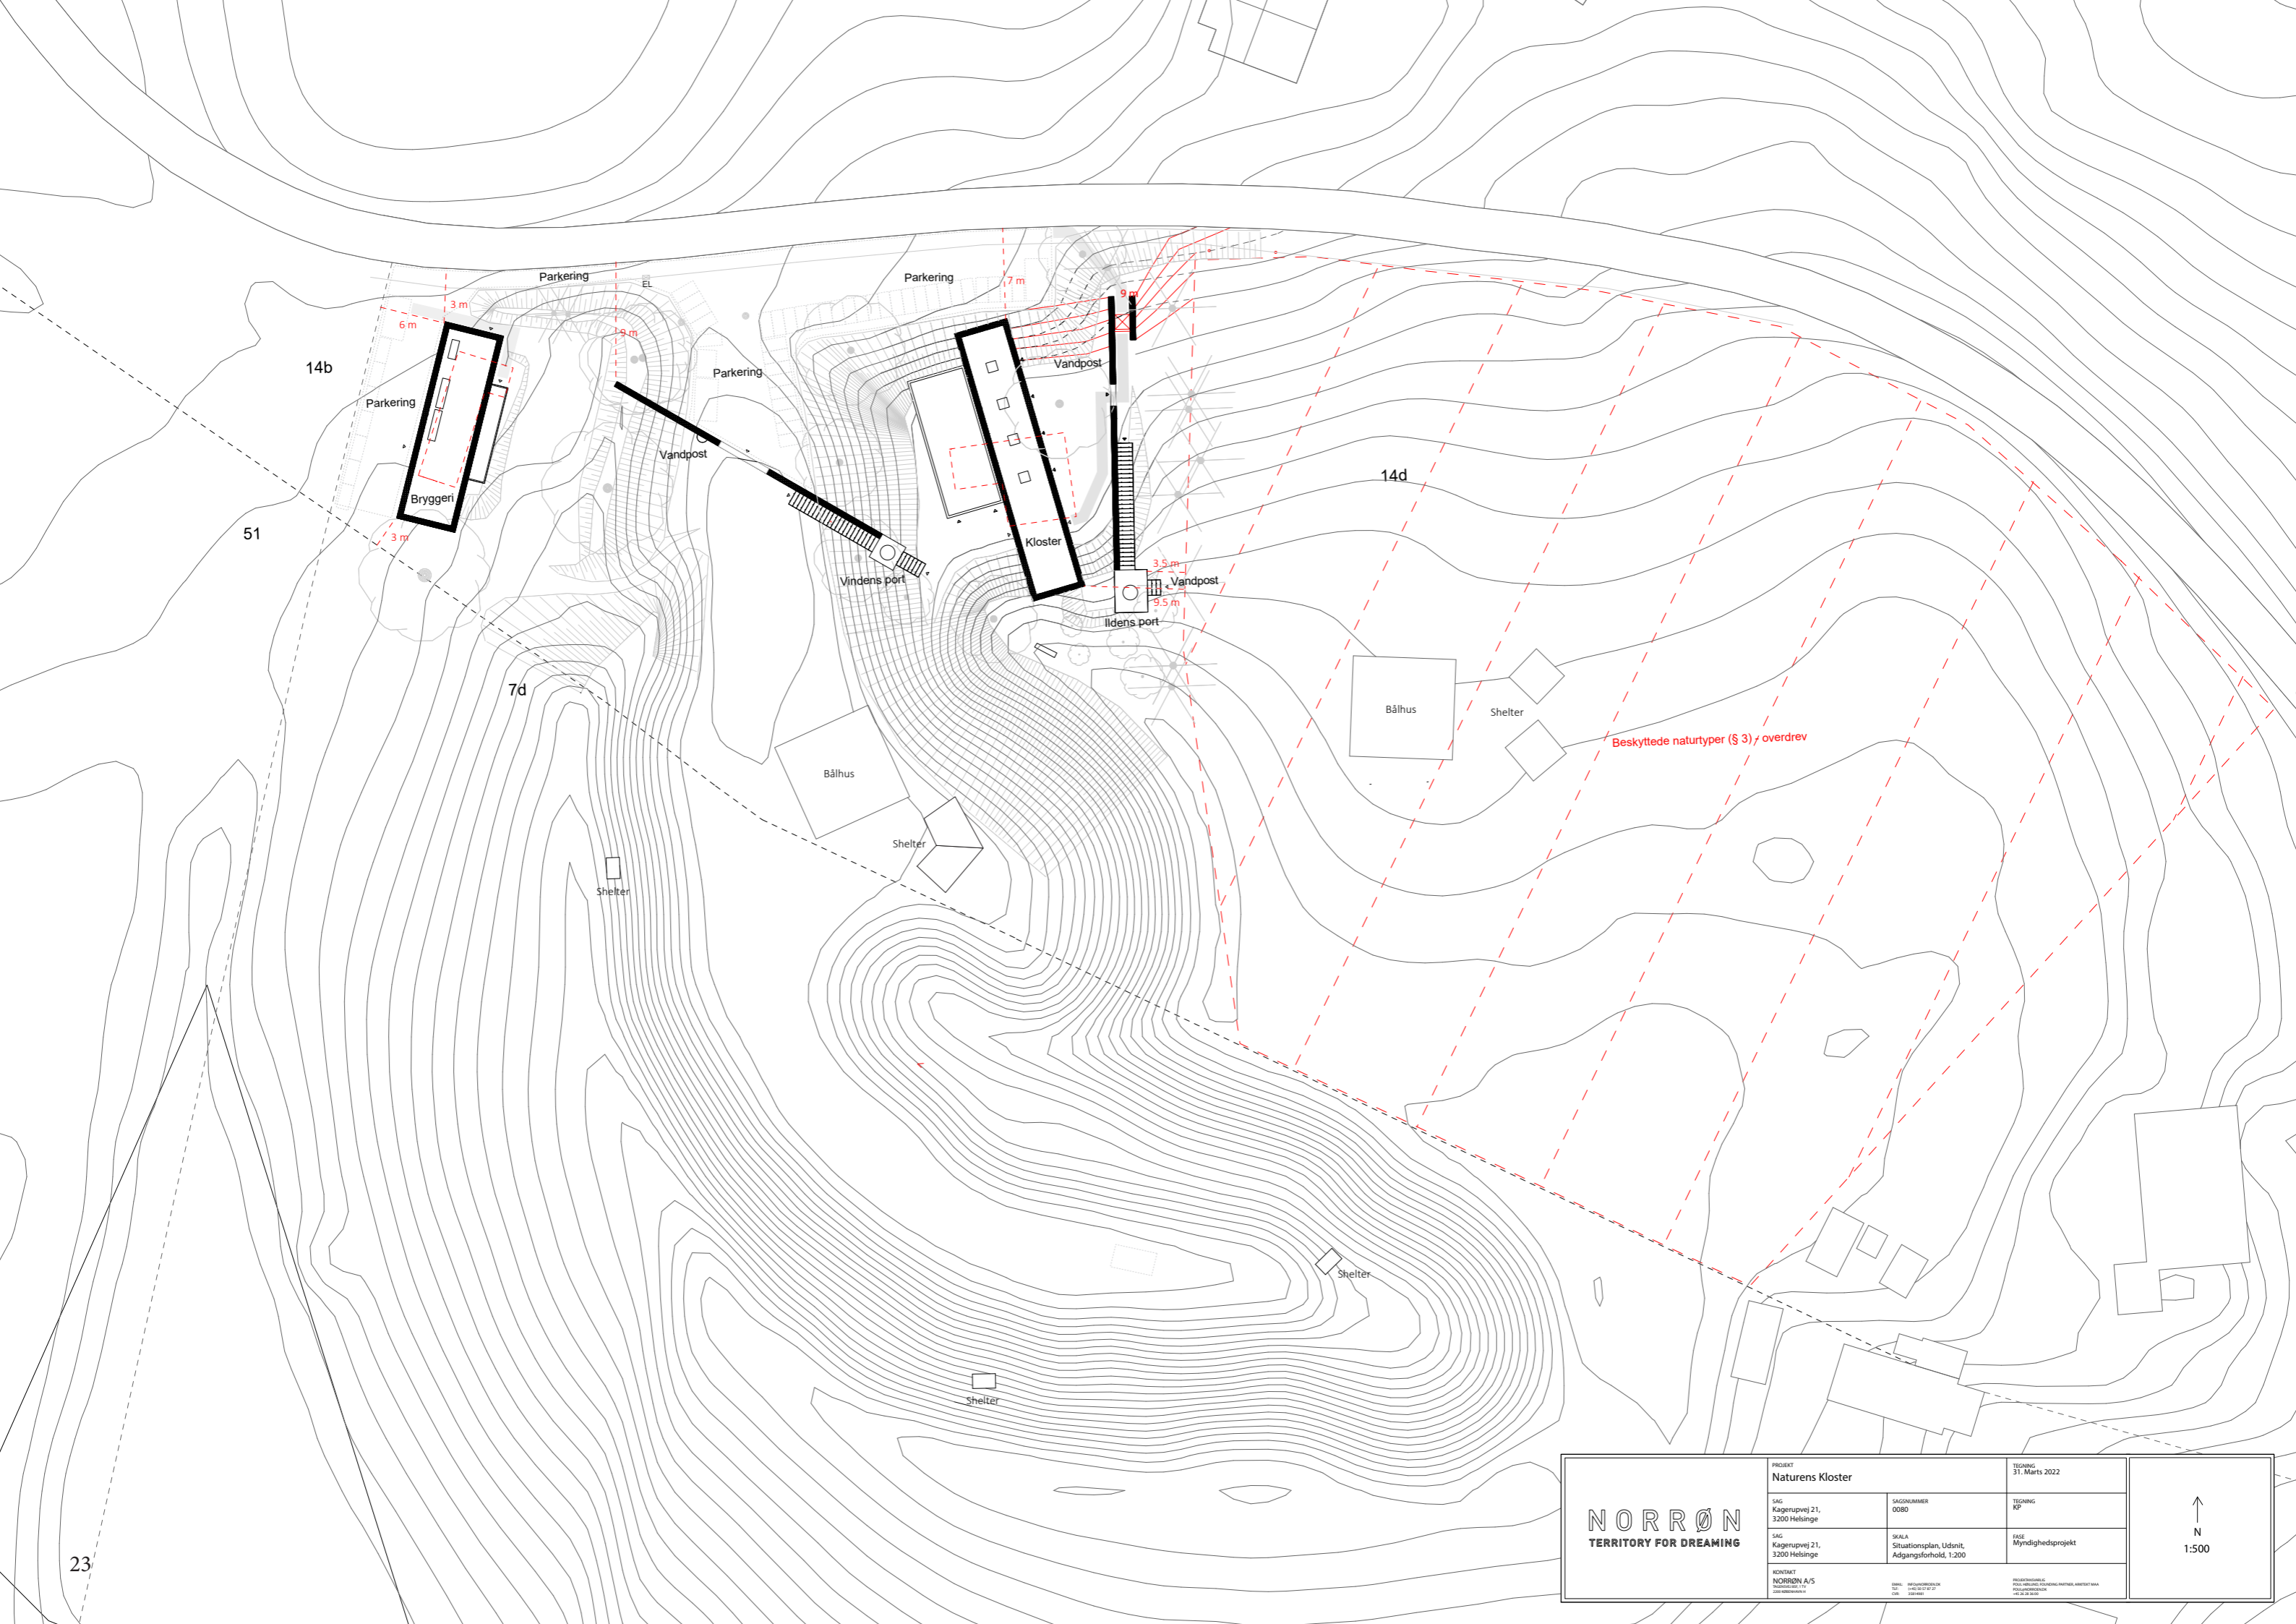 Parkering
EL
Parkering
7 m
3 m
6 m
9 m
9 m
14b
Parkering
Vandpost
Parkering
Vandpost
14d
Bryggeri
51
3 m
Kloster
Vindens port
3.5 m
Vandpost
9.5 m
Ildens port
7d
Bålhus
Shelter
Beskyttede naturtyper (§ 3) - overdrev
Bålhus
Shelter
Shelter
Shelter
Shelter
23
NORRØN
TERRITORY FOR DREAMING
PROJEKT
Naturens Kloster
TEGNING
31. Marts 2022
SAG
Kagerupvej 21,
3200 Helsinge
SAGSNUMMER
0080
TEGNING
KP
SAG
Kagerupvej 21,
3200 Helsinge
SKALA
Situationsplan, Udsnit,
Adgangsforhold, 1:200
FASE
Myndighedsprojekt
KONTAKT
NORRØN A/S
N
1:500